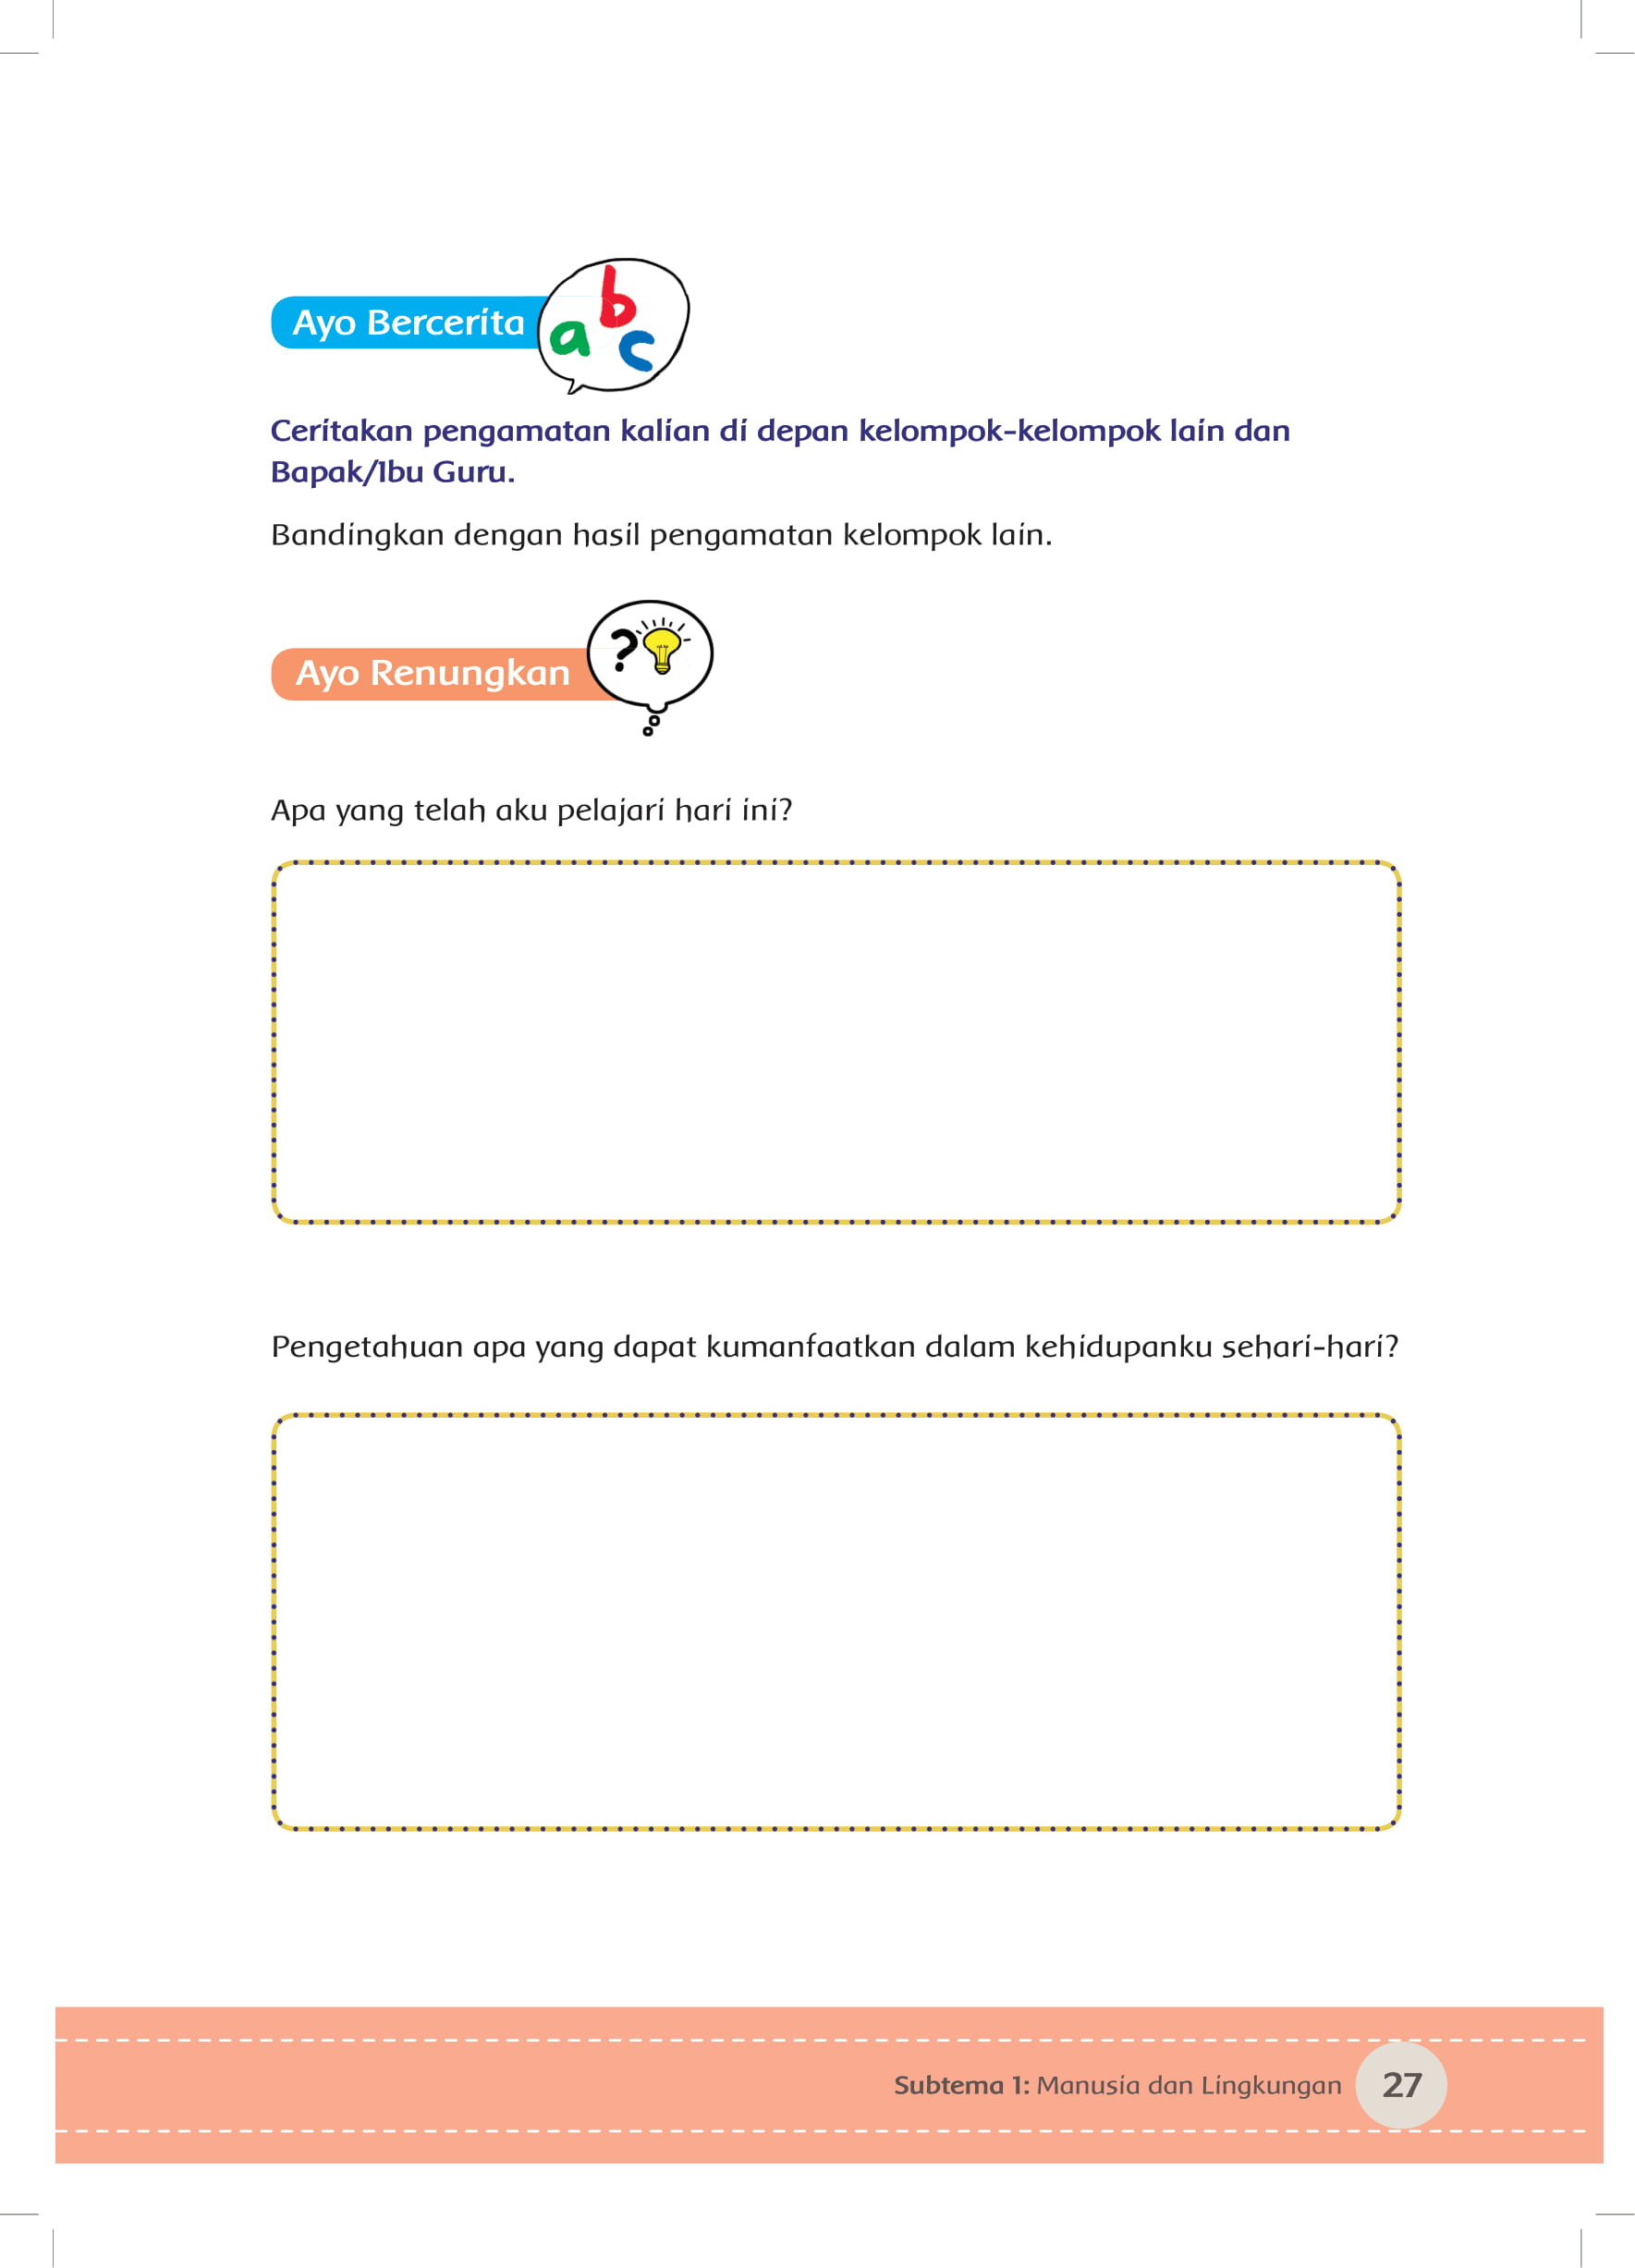 Ayo Bercerita
a b c
Ceritakan pengamatan kalian di depan kelompok-kelompok lain dan
Bapak/Ibu Guru.
Bandingkan dengan hasil pengamatan kelompok lain.
?
Ayo Renungkan
Apa yang telah aku pelajari hari ini?
Pengetahuan apa yang dapat kumanfaatkan dalam kehidupanku sehari-hari?
Subtema 1: Manusia dan Lingkungan 27